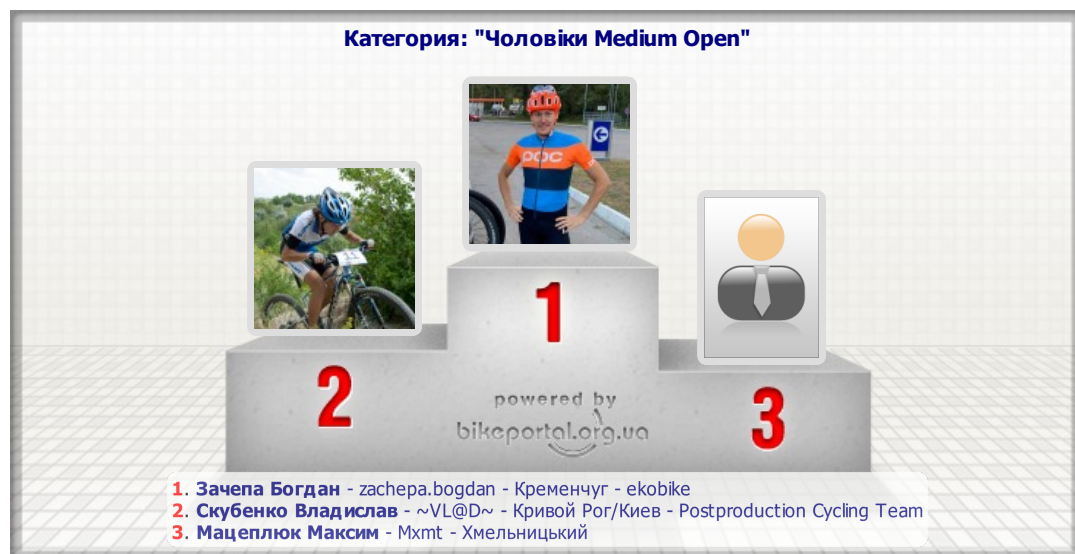 Категория: "Чоловіки Medium Open"
POC
1
2
3
powered by
bikeportal.org.ua
1. Зачепа Богдан - zachepa.bogdan - Кременчуг - ekobike
2. Скубенко Владислав - ~VL@D~ - Кривой Рог/Киев - Postproduction Cycling Team
3. Мацеплюк Максим - Mxmt - Хмельницький